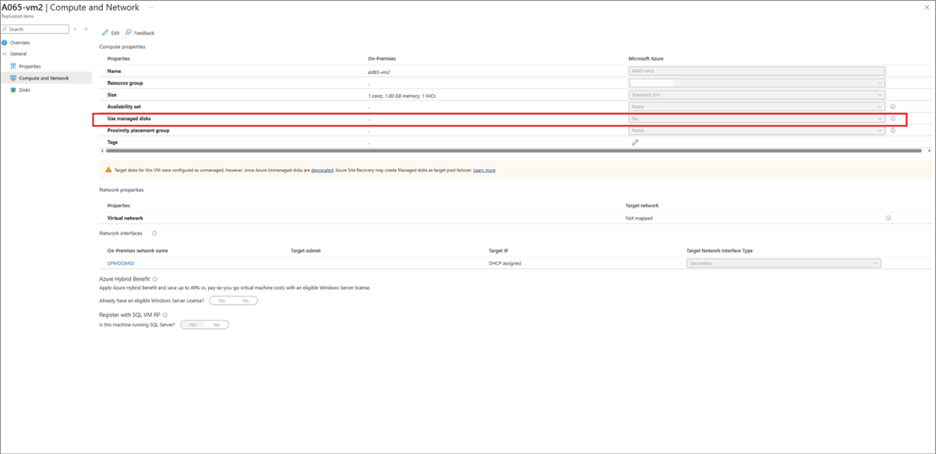 A065-vm2 | Compute and Network ...
Replicated items
Search
Overview
General
Properties
Compute and Network
Disks
Edit Feedback
Compute properties
Properties On-Premises Microsoft Azure
Name A065-vm2 A065-vm2
Resource group -
Size 1 cores, 1.00 GB memory, 1 NICs Standard_B1s
Availability set - None
Use managed disks - No
Proximity placement group - None
Tags
Target disks for this VM were configured as unmanaged, however, since Azure Unmanaged disks are deprecated. Azure Site Recovery may create Managed disks as target post failover. Learn more
Network properties
Properties Target network
Virtual network Not mapped
Network interfaces
On-Premises network name Target subnet Target IP Target Network Interface Type
DPMDOM02 DHCP assigned Secondary
Azure Hybrid Benefit
Apply Azure Hybrid Benefit and save up to 49% vs. pay-as-you-go virtual machine costs with an eligible Windows Server license.
Already have an eligible Windows Server License? No Yes
Register with SQL VM RP
Is this machine running SQL Server? No Yes